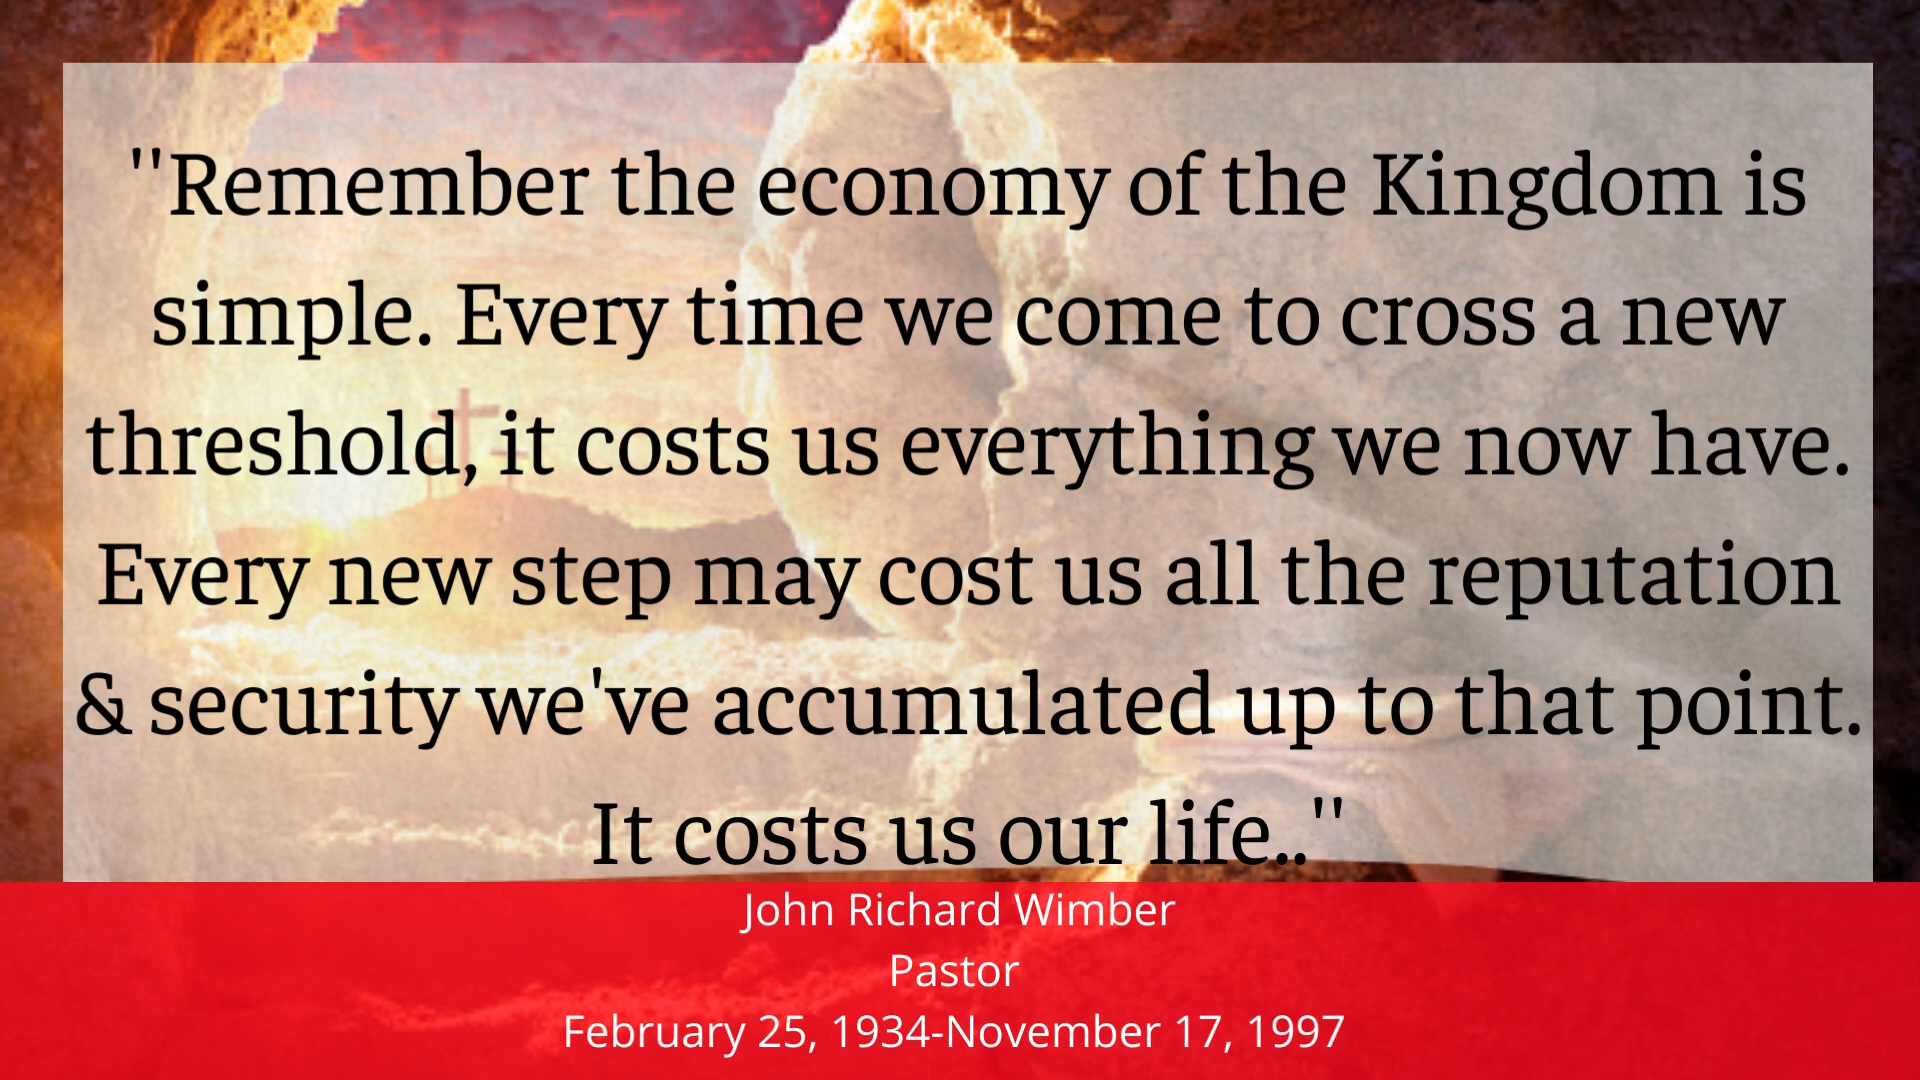 "Remember the economy of the Kingdom is
simple. Every time we come to cross a new
threshold, it costs us everything we now have.
Every new step may cost us all the reputation
& security we've accumulated up to that point.
It costs us our life.."
John Richard Wimber
Pastor
February 25, 1934-November 17, 1997